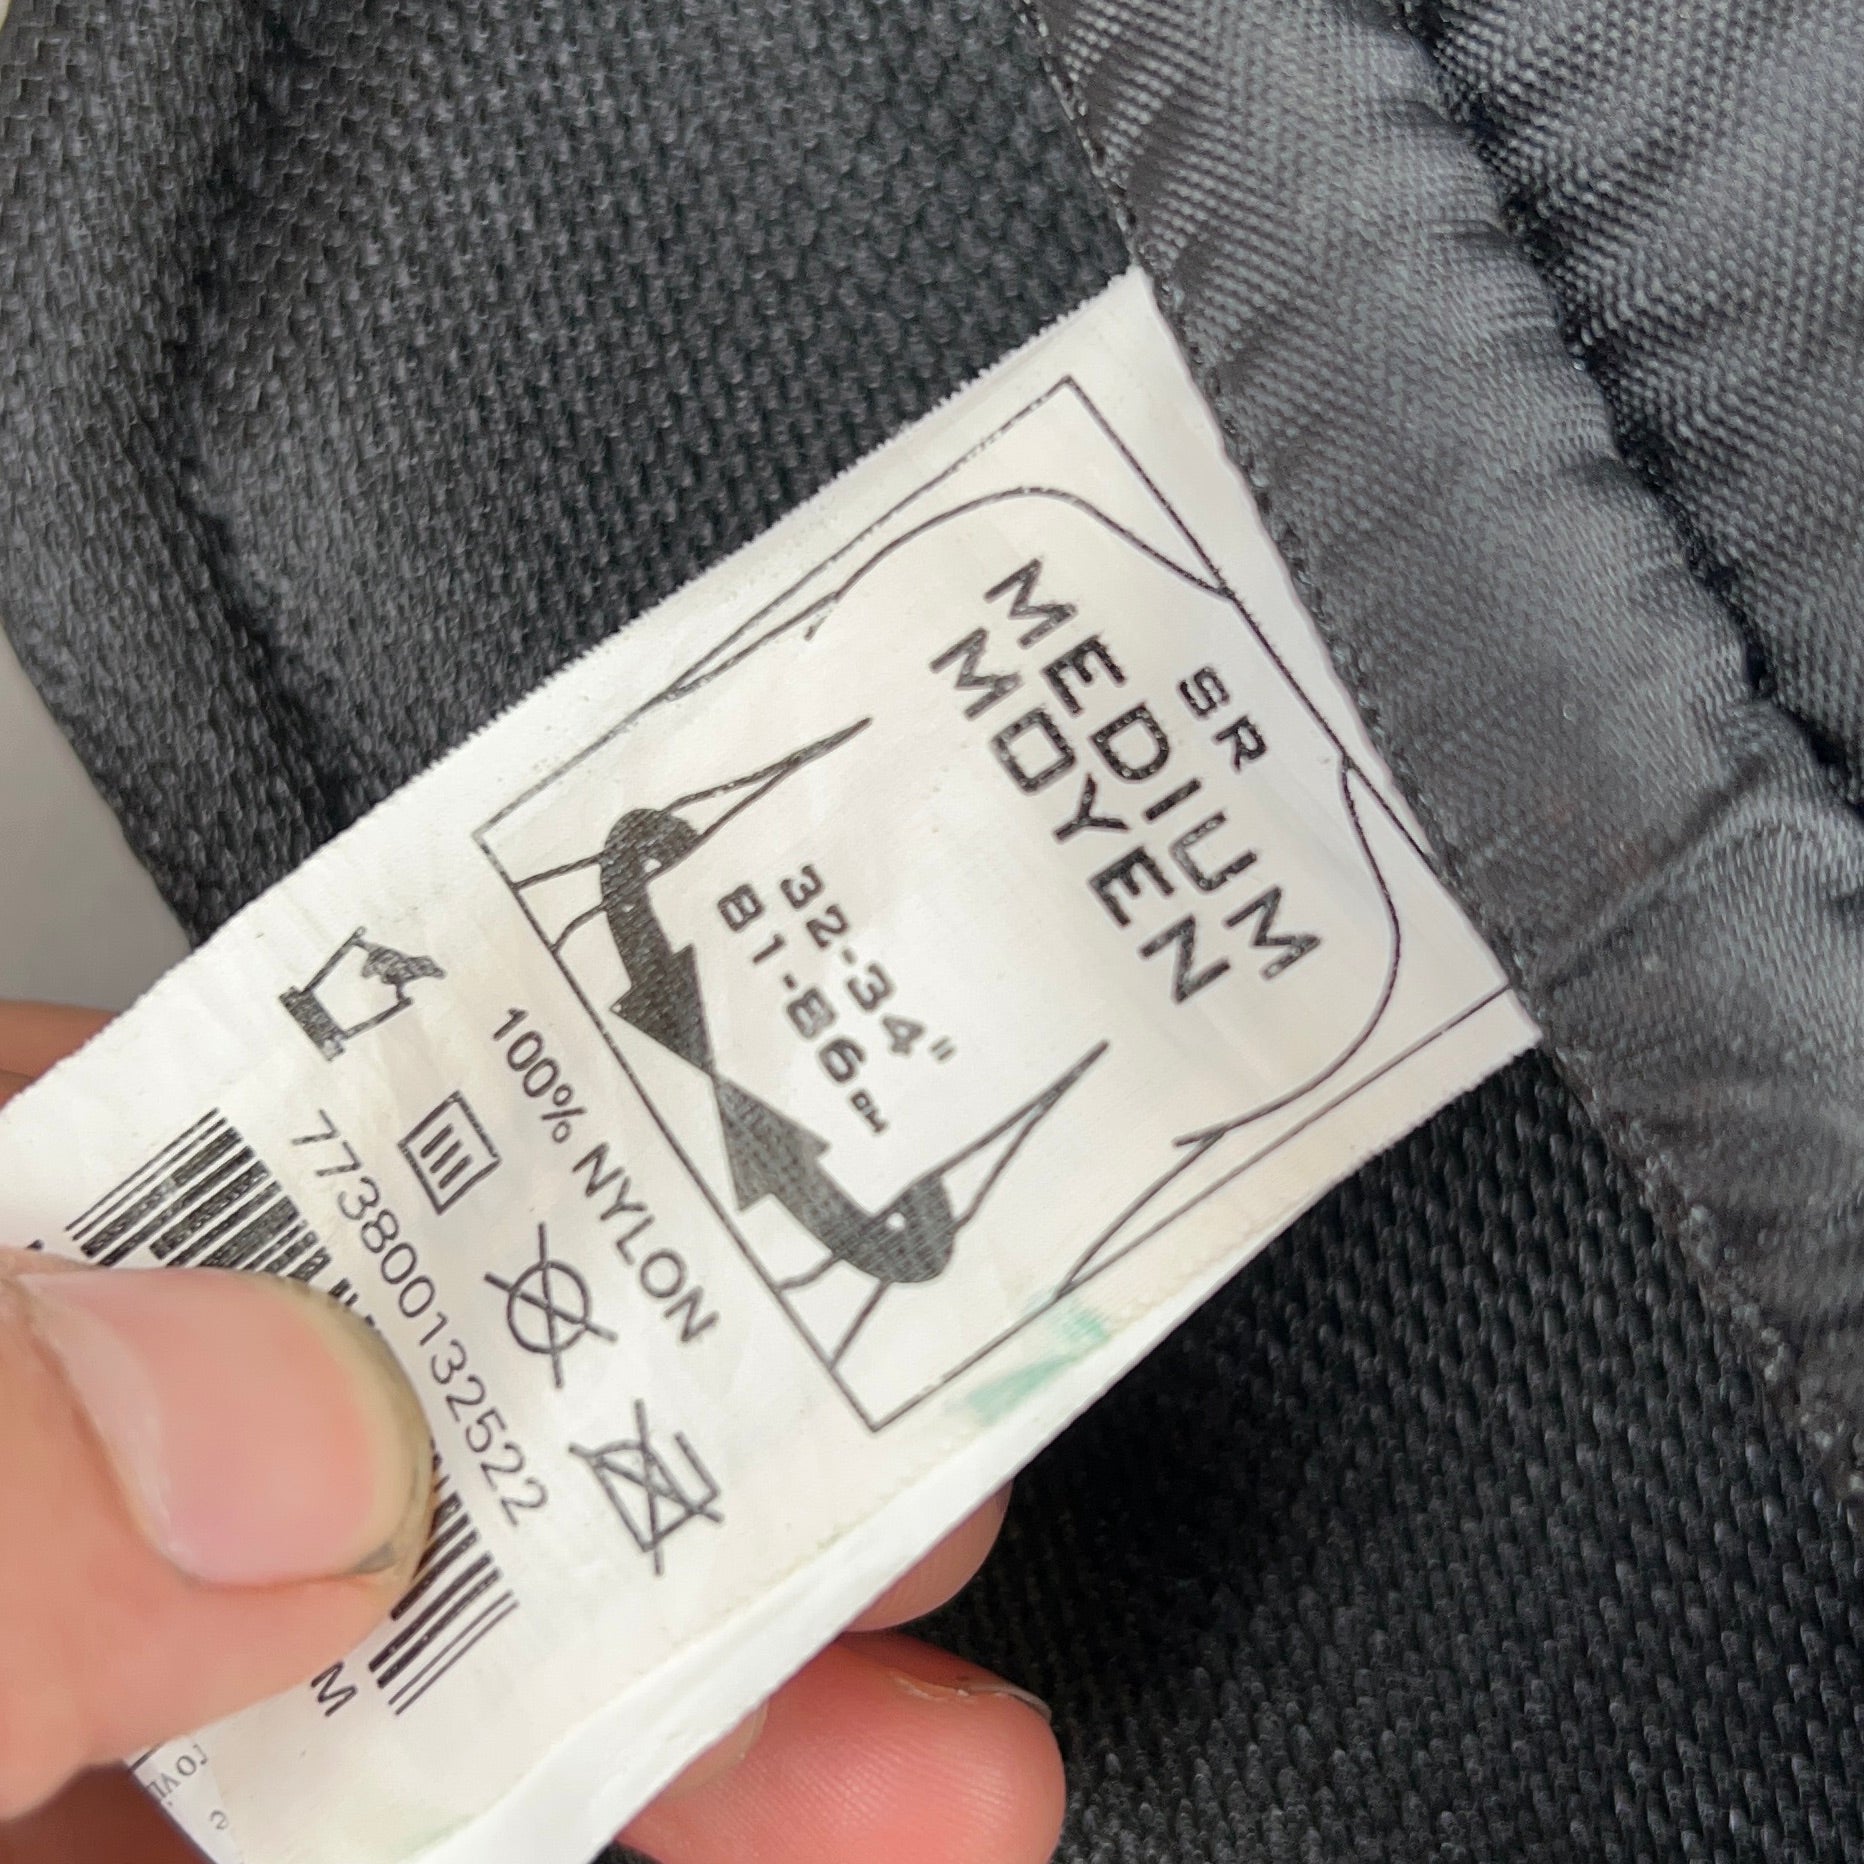 SR
MEDIUM
MOYEN
32-34"
81-86cm
100% NYLON
773800132522
M